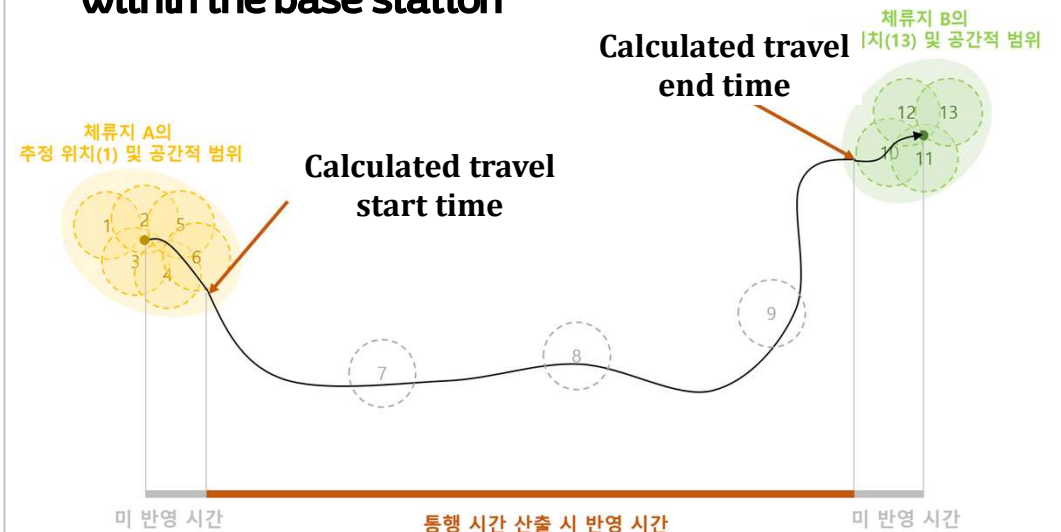 within the base station
체류지 B의
Calculated travel
치(13) 및 공간적 범위
end time
12
13
10
11
체류지 A의
추정 위치(1) 및 공간적 범위
Calculated travel
start time
1
2
5
3
6
4
7
8
9
미 반영 시간
통행 시간 산출 시 반영 시간
미 반영 시간